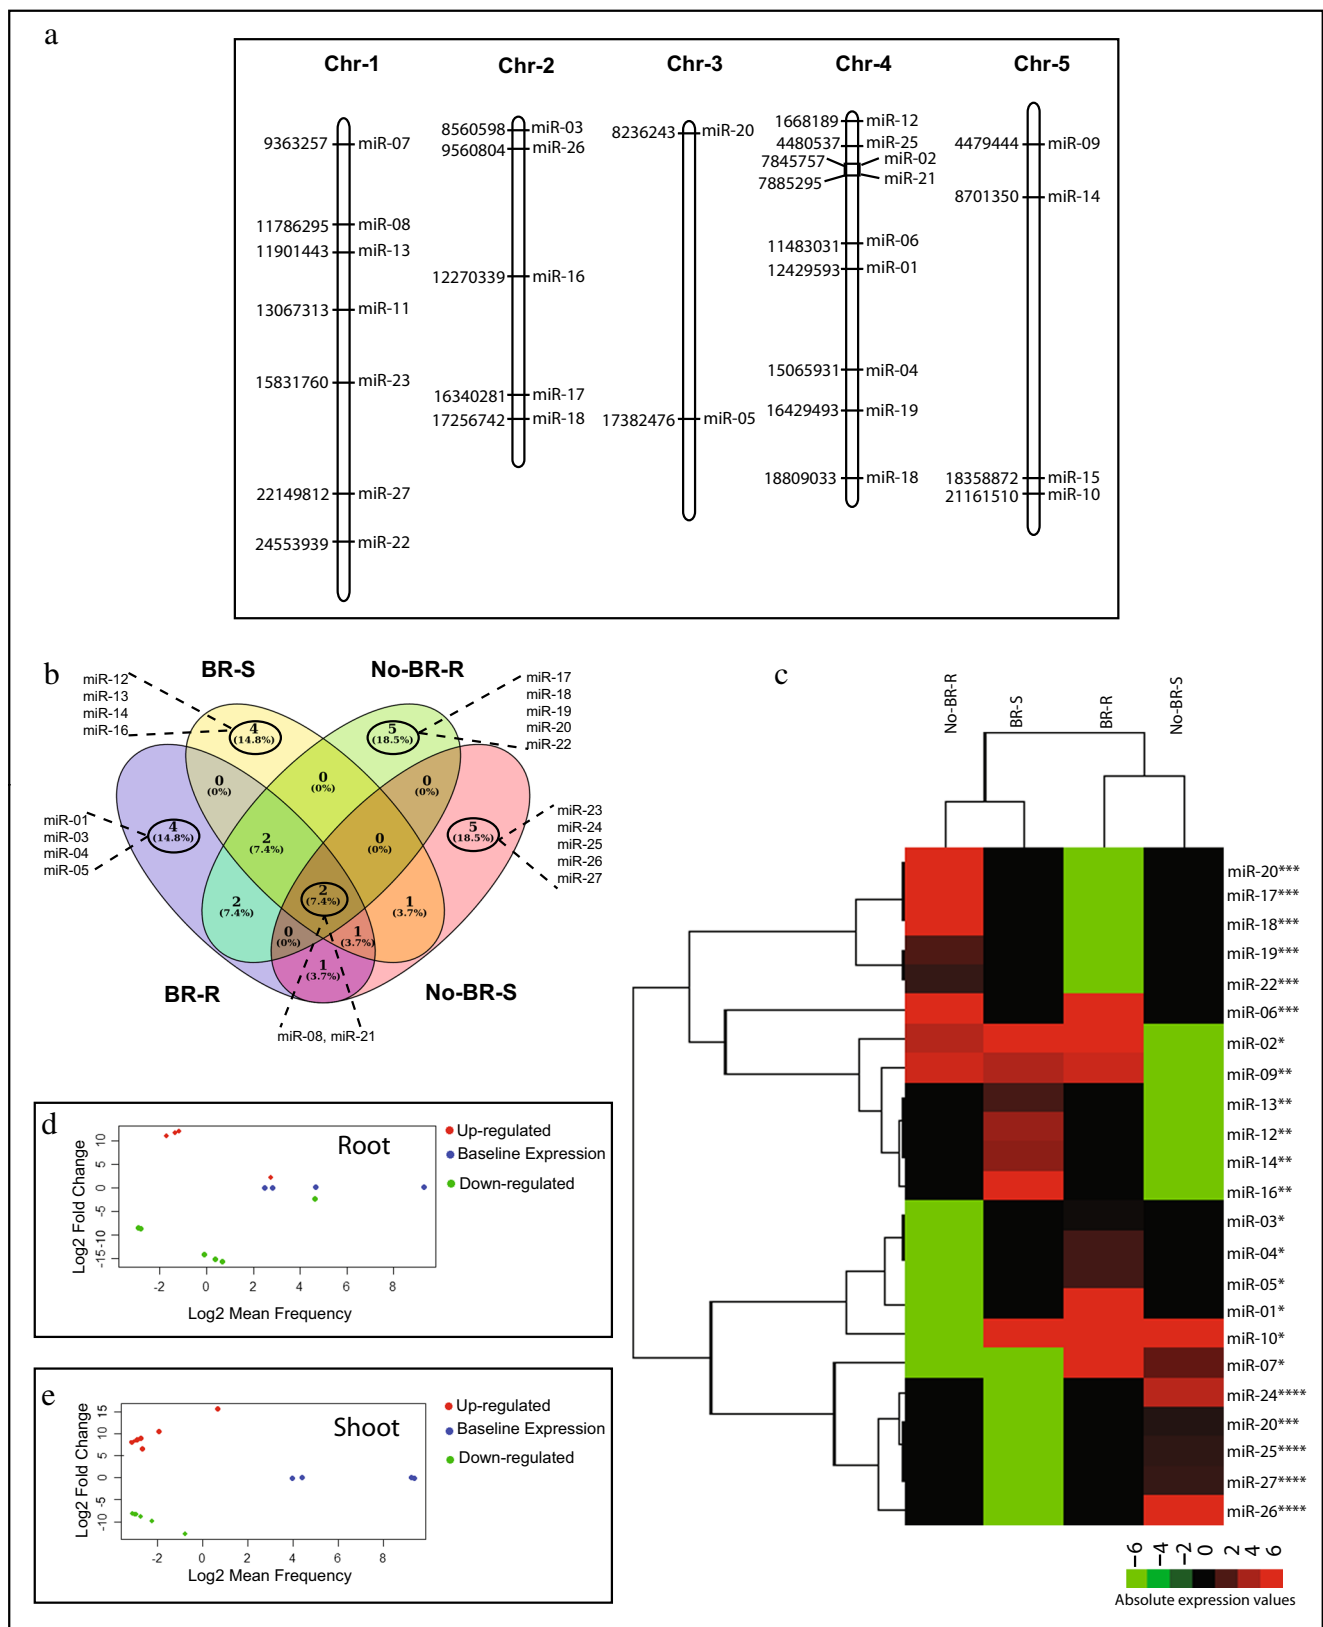 a
Chr-1
Chr-2
Chr-3
Chr-4
Chr-5
9363257 miR-07
11786295 miR-08
11901443 miR-13
13067313 miR-11
15831760 miR-23
22149812 miR-27
24553939 miR-22
8560598 miR-03
9560804 miR-26
12270339 miR-16
16340281 miR-17
17256742 miR-18
8236243 miR-20
17382476 miR-05
1668189 miR-12
4480537 miR-25
7845757 miR-02
7885295 miR-21
11483031 miR-06
12429593 miR-01
15065931 miR-04
16429493 miR-19
18809033 miR-18
4479444 miR-09
8701350 miR-14
18358872 miR-15
21161510 miR-10
b
BR-S
No-BR-R
BR-R
No-BR-S
miR-12
miR-13
miR-14
miR-16
miR-17
miR-18
miR-19
miR-20
miR-22
miR-01
miR-03
miR-04
miR-05
miR-23
miR-24
miR-25
miR-26
miR-27
4
(14.8%)
5
(18.5%)
0
(0%)
0
(0%)
0
(0%)
4
(14.8%)
2
(7.4%)
0
(0%)
5
(18.5%)
2
(7.4%)
2
(7.4%)
1
(3.7%)
0
(0%)
1
(3.7%)
1
(3.7%)
miR-08, miR-21
c
No-BR-R
BR-S
BR-R
No-BR-S
miR-20***
miR-17***
miR-18***
miR-19***
miR-22***
miR-06***
miR-02*
miR-09**
miR-13**
miR-12**
miR-14**
miR-16**
miR-03*
miR-04*
miR-05*
miR-01*
miR-10*
miR-07*
miR-24****
miR-20***
miR-25****
miR-27****
miR-26****
−6 −4 −2 0 2 4 6
Absolute expression values
d
Root
Log2 Fold Change
10
5
0
-5
-10
-15
-2 0 2 4 6 8
Log2 Mean Frequency
Up-regulated
Baseline Expression
Down-regulated
e
Shoot
Log2 Fold Change
15
10
5
0
-5
-10
-2 0 2 4 6 8
Log2 Mean Frequency
Up-regulated
Baseline Expression
Down-regulated